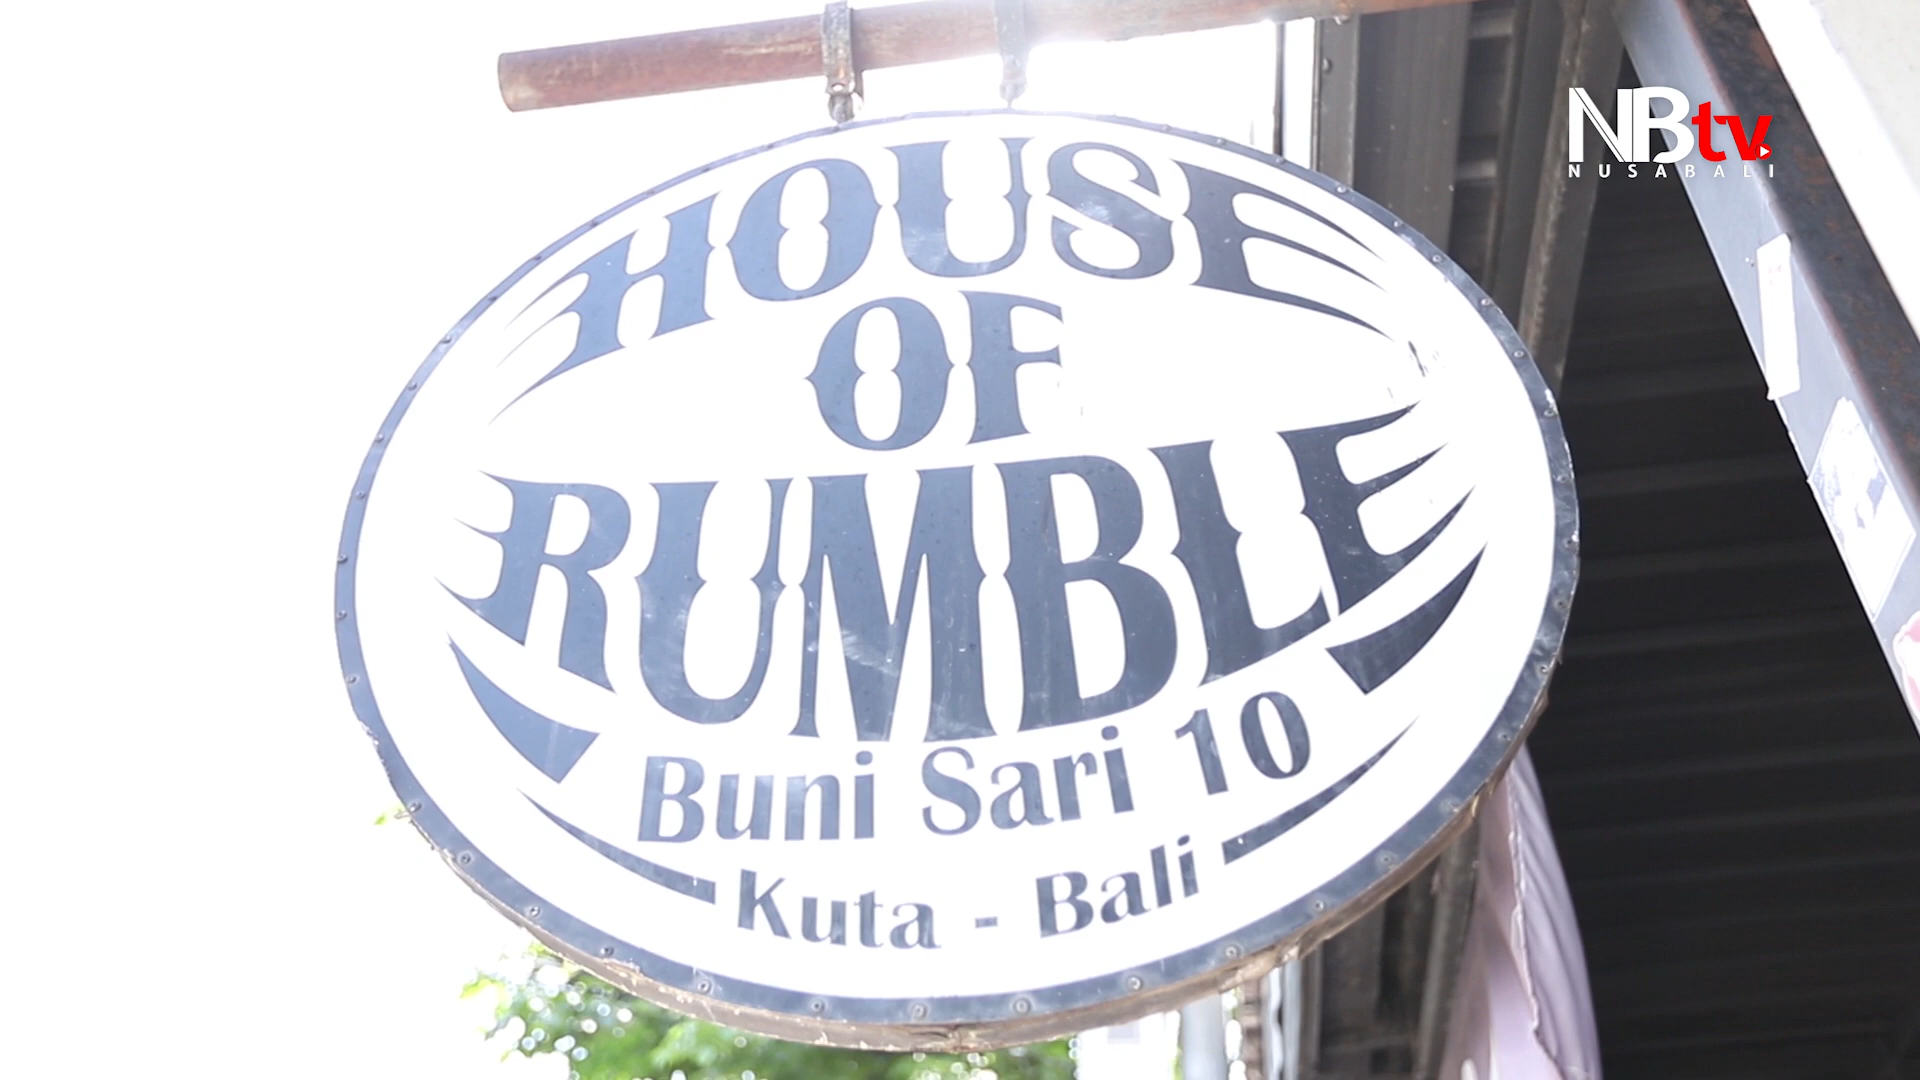 NBtv
NUSABALI
HOUSE
OF
RUMBLE
Buni Sari 10
Kuta - Bali